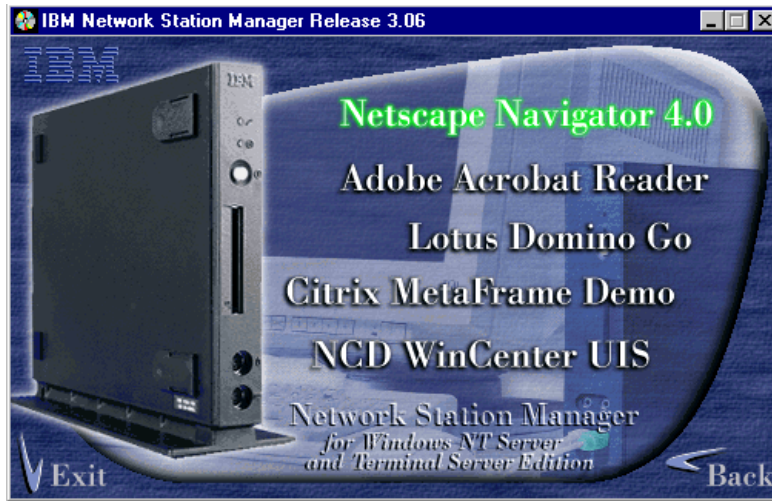 IBM Network Station Manager Release 3.06
IBM
IBM
Netscape Navigator 4.0
Adobe Acrobat Reader
Lotus Domino Go
Citrix MetaFrame Demo
NCD WinCenter UIS
Network Station Manager
for Windows NT Server
and Terminal Server Edition
Exit
Back